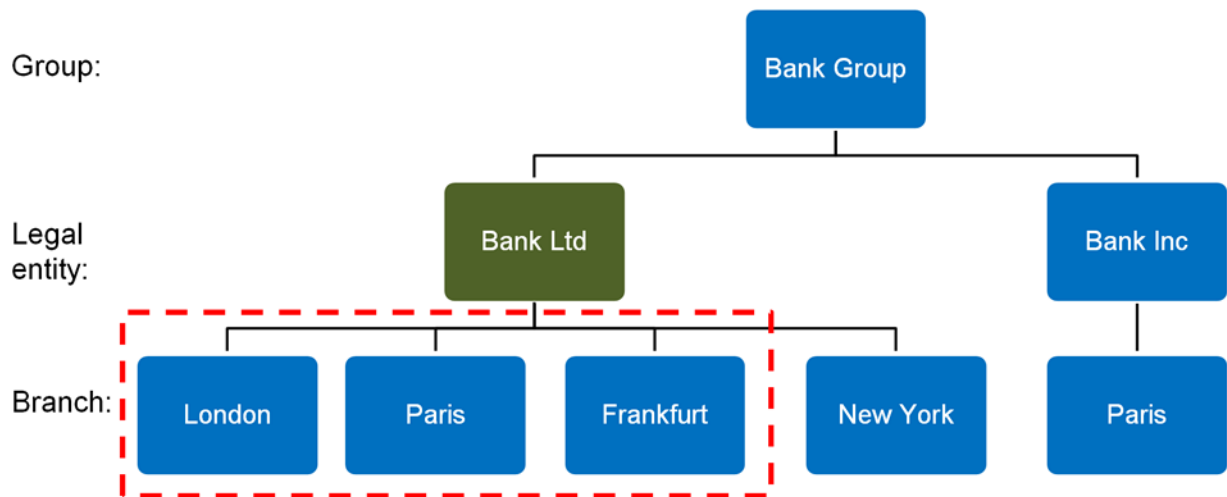 Group:
Bank Group
Legal
entity:
Bank Ltd
Bank Inc
Branch:
London
Paris
Frankfurt
New York
Paris